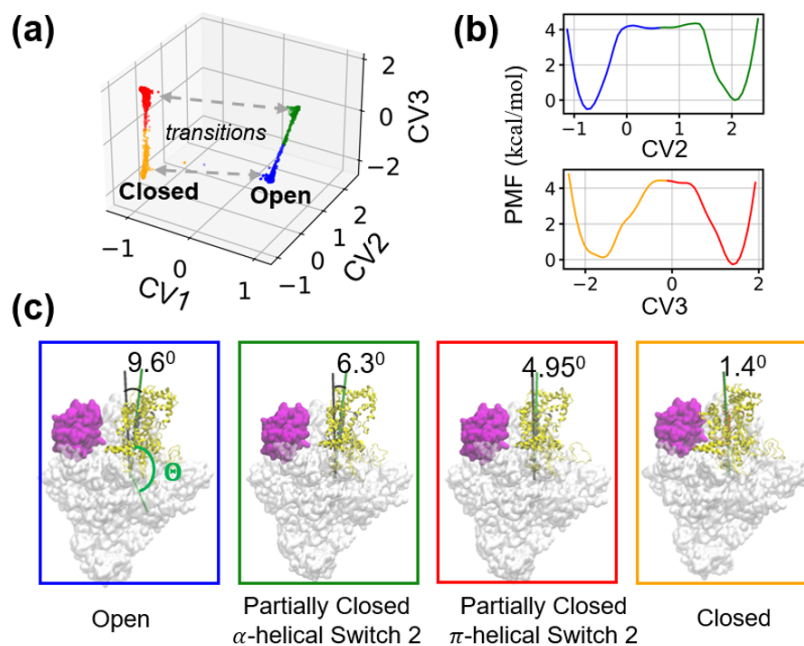 (a)
2
0
-2
CV3
transitions
Closed
Open
−1
0
1
CV1
−1
0
1
2
CV2
(b)
4
2
0
−1
0
1
2
CV2
PMF (kcal/mol)
4
2
0
−2
0
2
CV3
(c)
9.6⁰
Θ
6.3⁰
4.95⁰
1.4⁰
Open
Partially Closed
α-helical Switch 2
Partially Closed
π-helical Switch 2
Closed